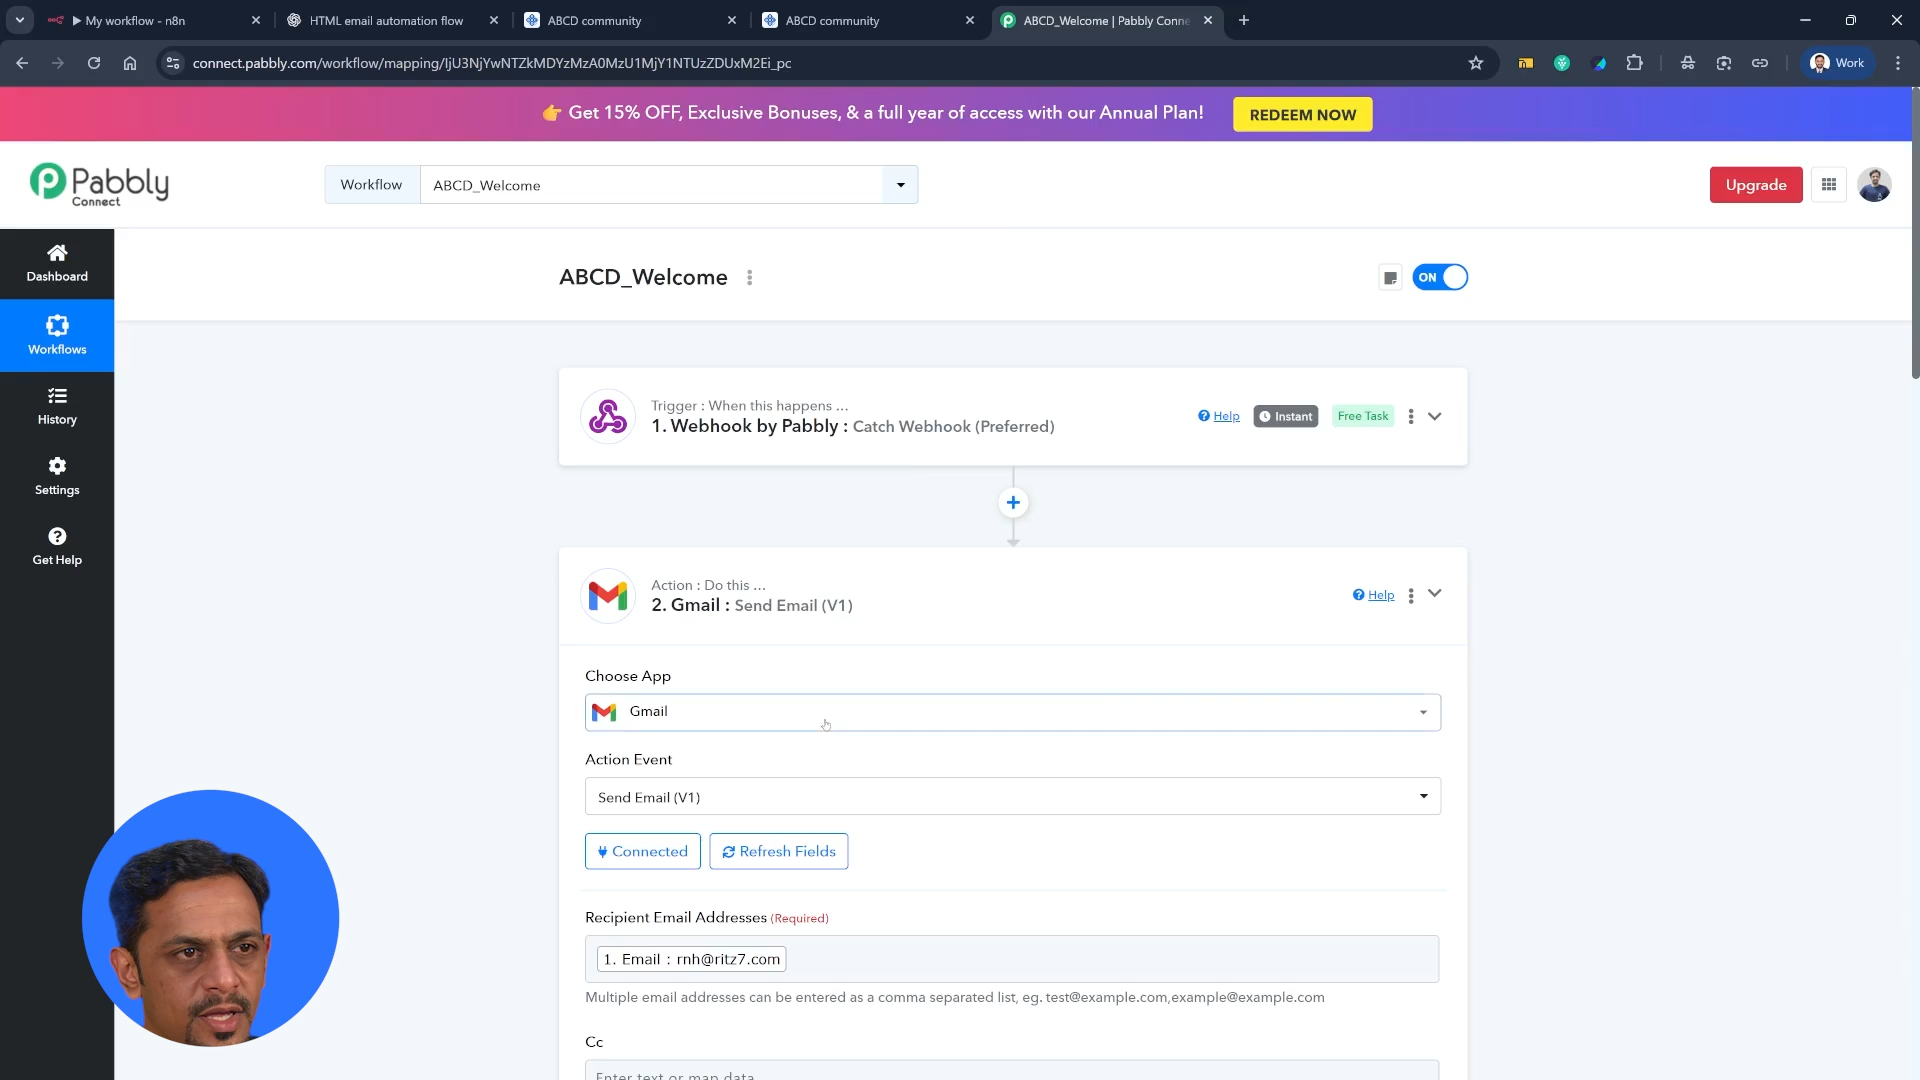 My workflow - n8n
HTML email automation flow
ABCD community
ABCD community
ABCD_Welcome | Pabbly Conne
connect.pabbly.com/workflow/mapping/IjU3NjYwNTZkMDYzMzA0MzU1MjY1NTUzZDUxM2Ei_pc
Work
Get 15% OFF, Exclusive Bonuses, & a full year of access with our Annual Plan!
REDEEM NOW
Pabbly
Connect
Workflow
ABCD_Welcome
Upgrade
Dashboard
Workflows
History
Settings
Get Help
ABCD_Welcome
ON
Trigger : When this happens ...
1. Webhook by Pabbly : Catch Webhook (Preferred)
Help
Instant
Free Task
Action : Do this ...
2. Gmail : Send Email (V1)
Help
Choose App
Gmail
Action Event
Send Email (V1)
Connected
Refresh Fields
Recipient Email Addresses (Required)
1. Email : rnh@ritz7.com
Multiple email addresses can be entered as a comma separated list, eg. test@example.com,example@example.com
Cc
Enter text or map data